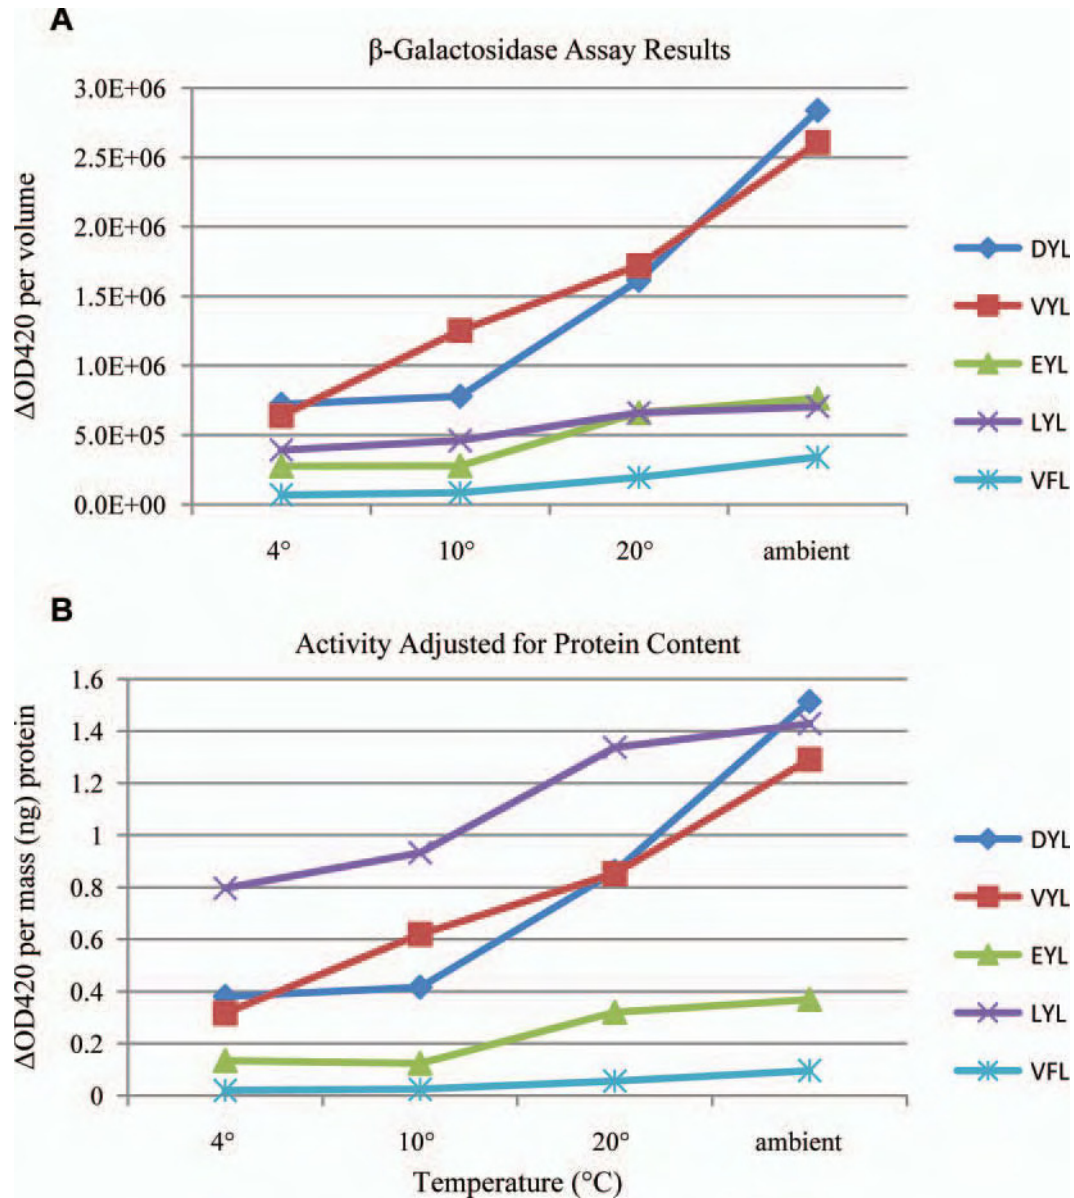 A
β-Galactosidase Assay Results
3.0E+06
2.5E+06
2.0E+06
1.5E+06
1.0E+06
5.0E+05
0.0E+00
ΔOD420 per volume
4° 10° 20° ambient
DYL
VYL
EYL
LYL
VFL
B
Activity Adjusted for Protein Content
1.6
1.4
1.2
1
0.8
0.6
0.4
0.2
0
ΔOD420 per mass (ng) protein
4° 10° 20° ambient
Temperature (°C)
DYL
VYL
EYL
LYL
VFL